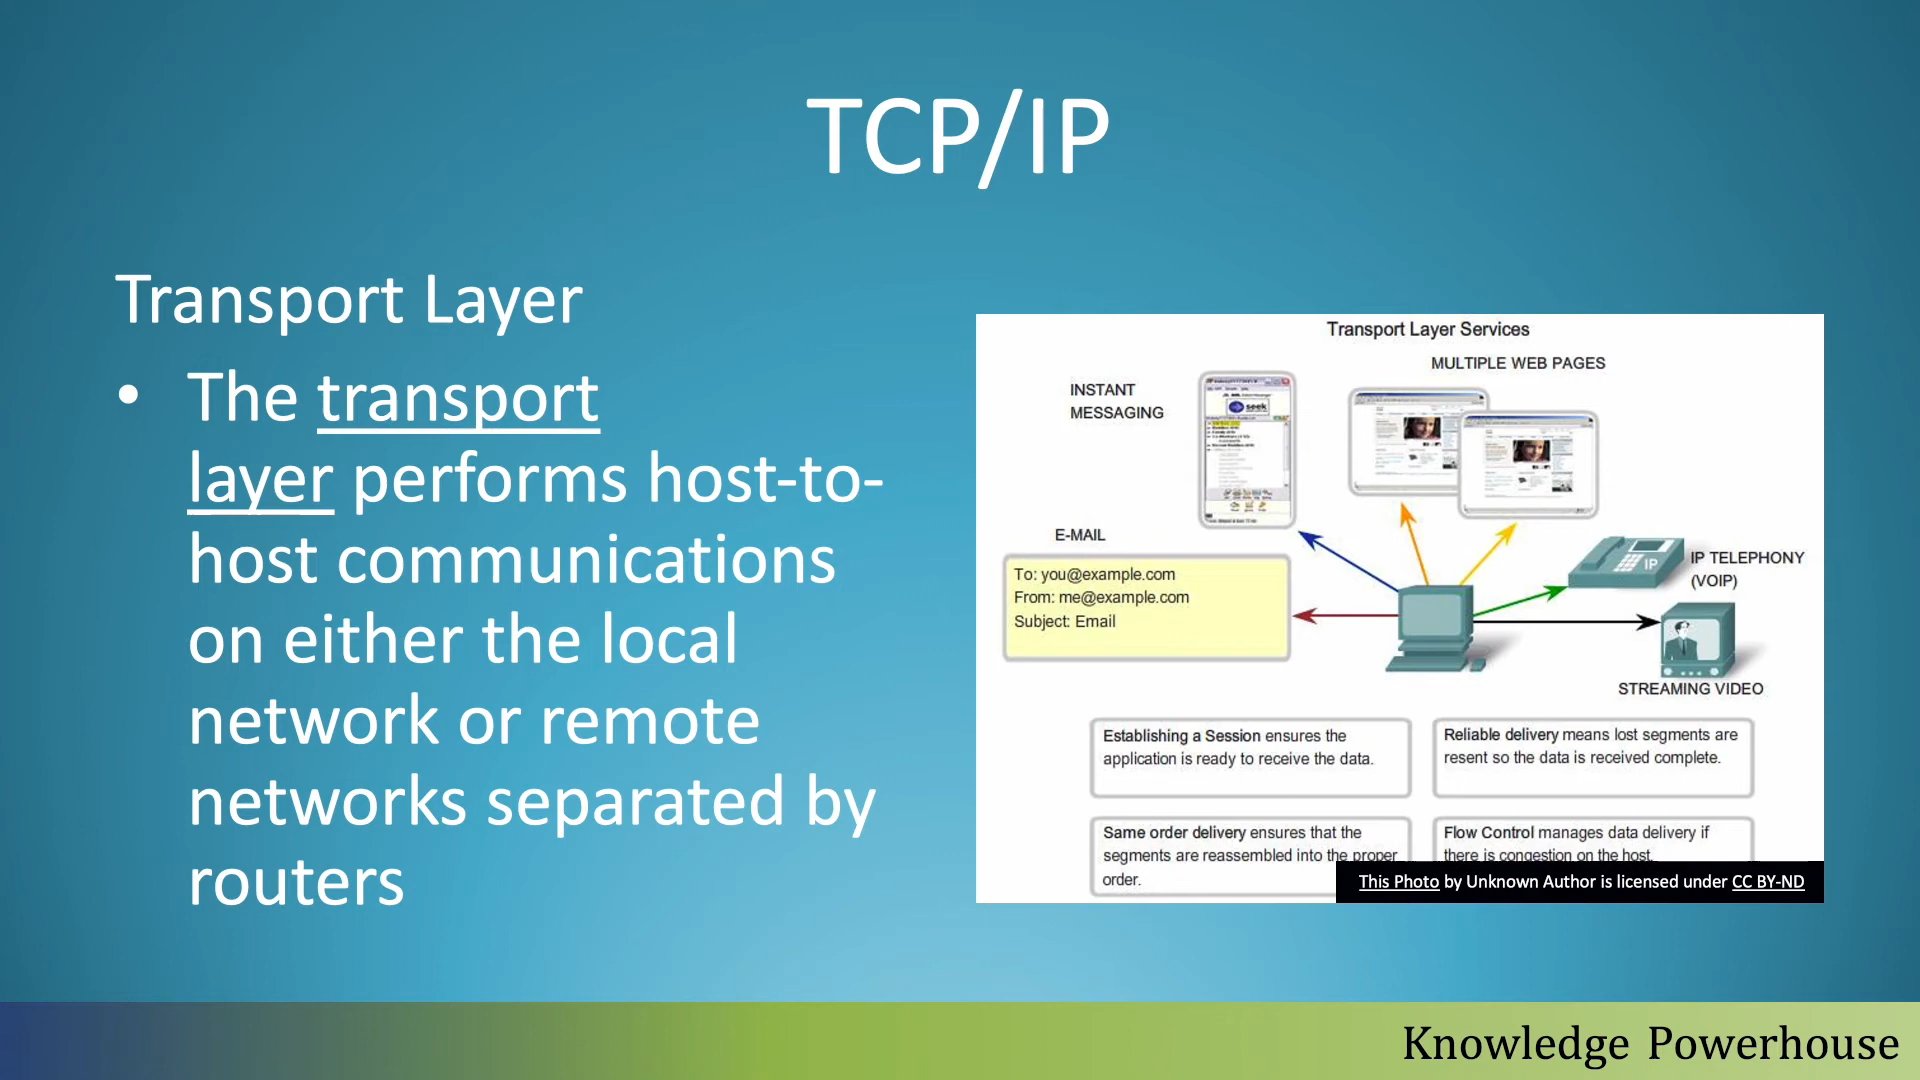 TCP/IP
Transport Layer
• The transport
layer performs host-to-
host communications
on either the local
network or remote
networks separated by
routers
Transport Layer Services
MULTIPLE WEB PAGES
INSTANT
MESSAGING
seek
E-MAIL
To: you@example.com
From: me@example.com
Subject: Email
IP
IP TELEPHONY
(VOIP)
STREAMING VIDEO
Establishing a Session ensures the
application is ready to receive the data.
Reliable delivery means lost segments are
resent so the data is received complete.
Same order delivery ensures that the
segments are reassembled into the proper
order.
Flow Control manages data delivery if
there is congestion on the host.
This Photo by Unknown Author is licensed under CC BY-ND
Knowledge Powerhouse